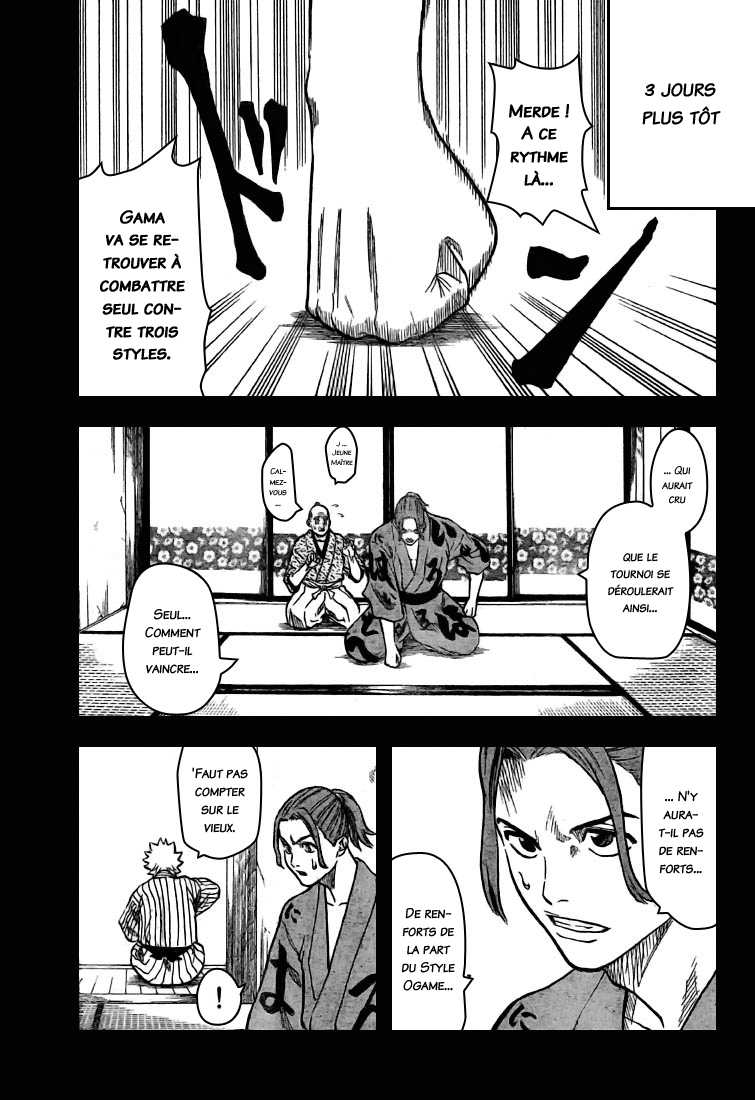 3 JOURS
PLUS TÔT
MERDE !
A CE
RYTHME
LÀ...
GAMA
VA SE RE-
TROUVER À
COMBATTRE
SEUL CON-
TRE TROIS
STYLES.
... QUI
AURAIT
CRU
QUE LE
TOURNOI SE
DÉROULERAIT
AINSI...
J ...
JEUNE
MAÎTRE
CAL-
MEZ-
VOUS
...
SEUL...
COMMENT
PEUT-IL
VAINCRE...
... N'Y
AURA-
T-IL PAS
DE REN-
FORTS...
DE REN-
FORTS DE
LA PART
DU STYLE
OGAME...
'FAUT PAS
COMPTER
SUR LE
VIEUX.
!